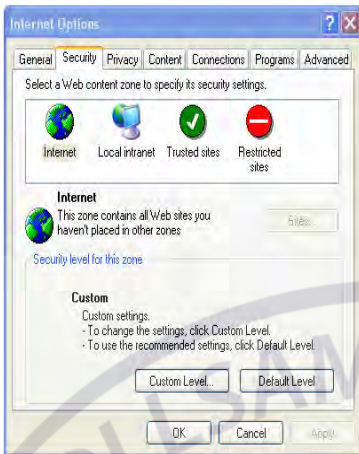 Internet Options
General Security Privacy Content Connections Programs Advanced
Select a Web content zone to specify its security settings.
Internet Local intranet Trusted sites Restricted
sites
Internet
This zone contains all Web sites you
haven't placed in other zones
Sites...
Security level for this zone
Custom
Custom settings.
- To change the settings, click Custom Level.
- To use the recommended settings, click Default Level.
Custom Level... Default Level
OK Cancel Apply